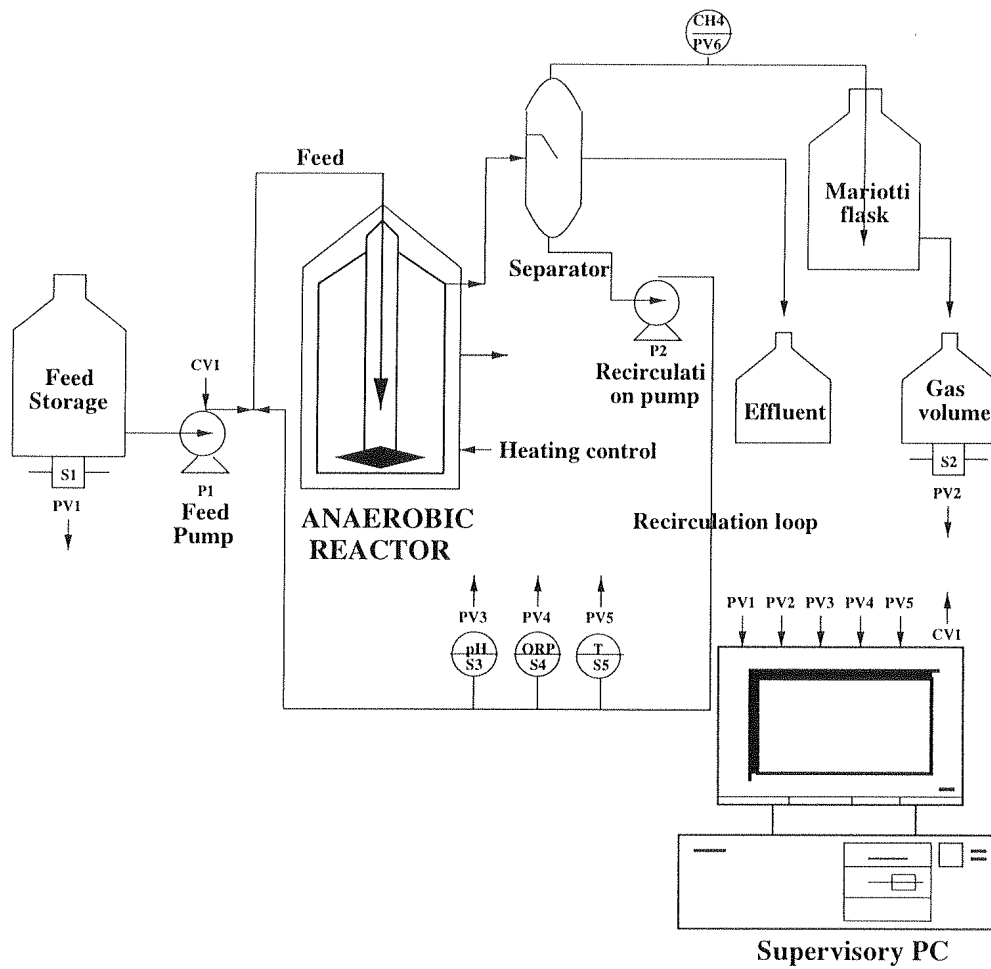 CH4
PV6
Feed
Mariotti
flask
Separator
P2
Recirculati
on pump
CV1
Feed
Storage
Effluent
Gas
volume
S1
Heating control
S2
PV1
P1
Feed
Pump
PV2
ANAEROBIC
REACTOR
Recirculation loop
PV3
PV4
PV5
pH
S3
ORP
S4
T
S5
PV1
PV2
PV3
PV4
PV5
CV1
Supervisory PC